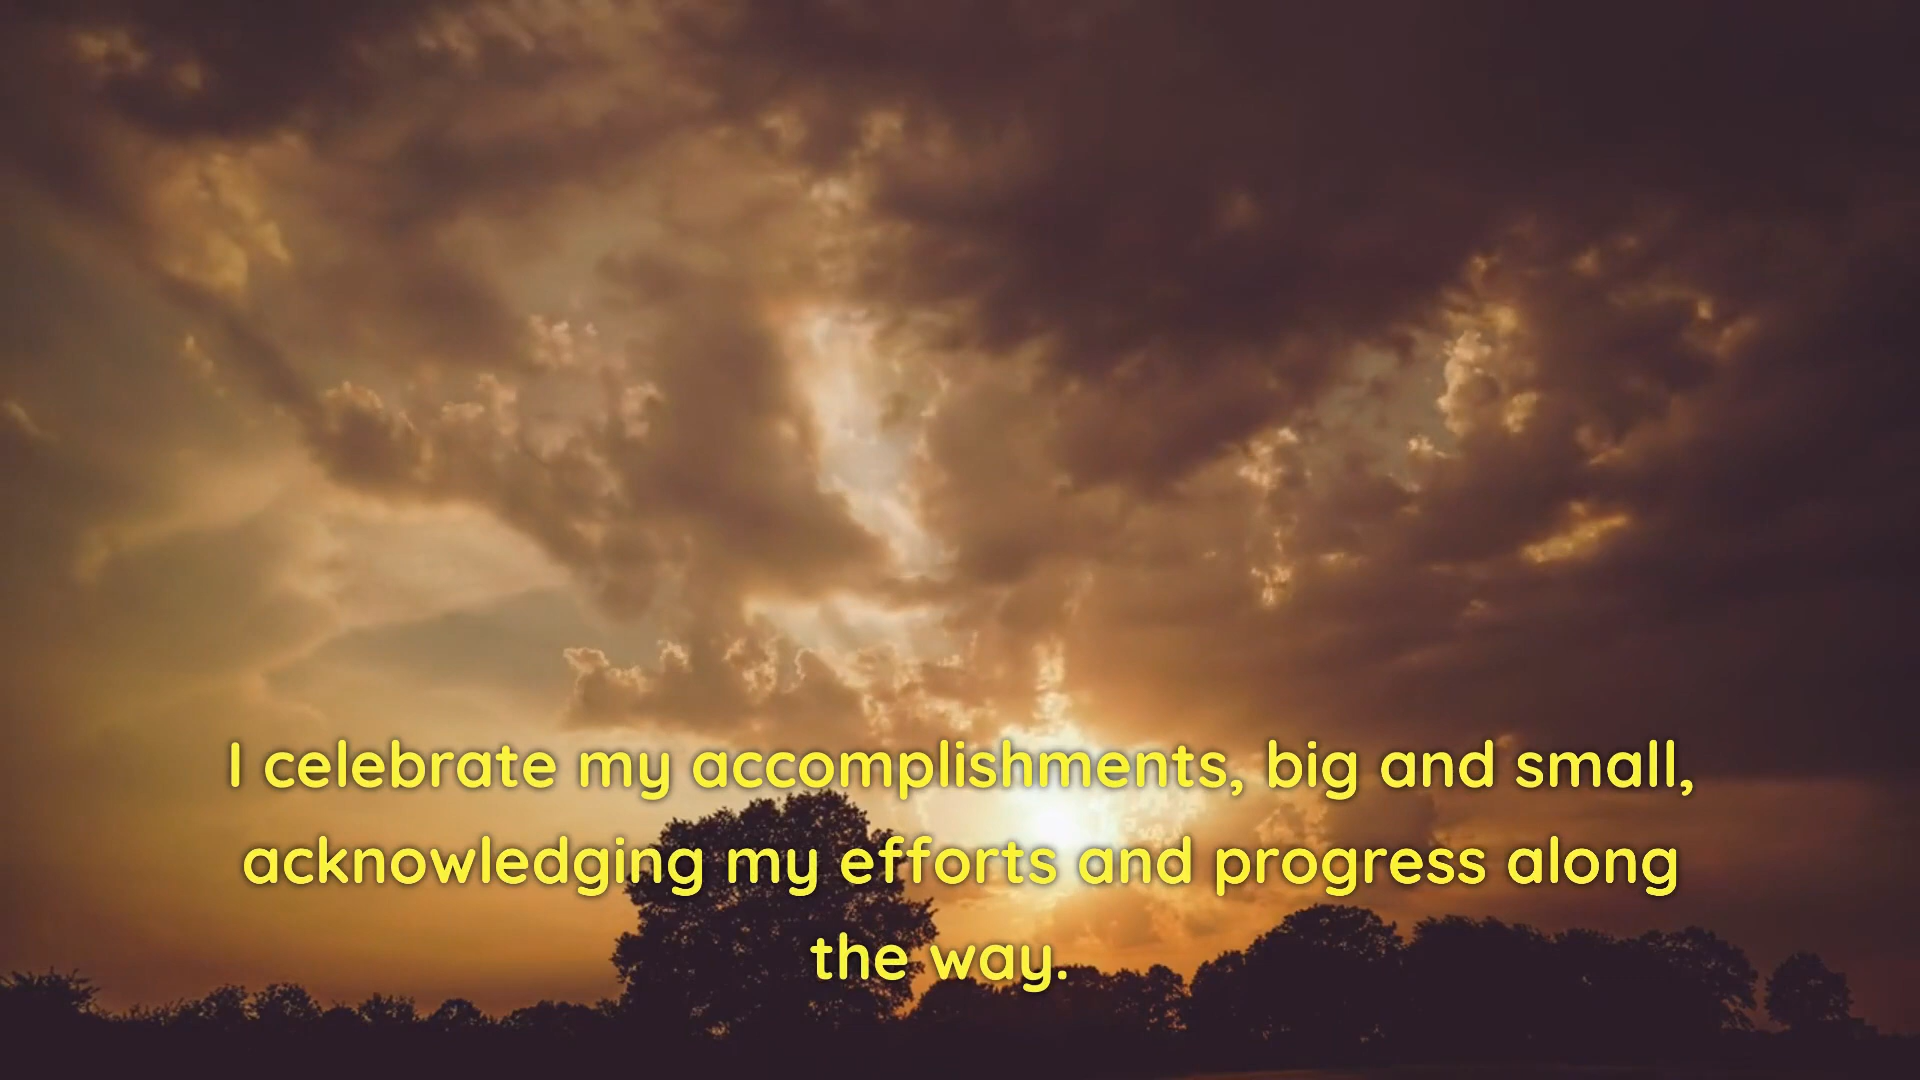 I celebrate my accomplishments, big and small,
acknowledging my efforts and progress along
the way.